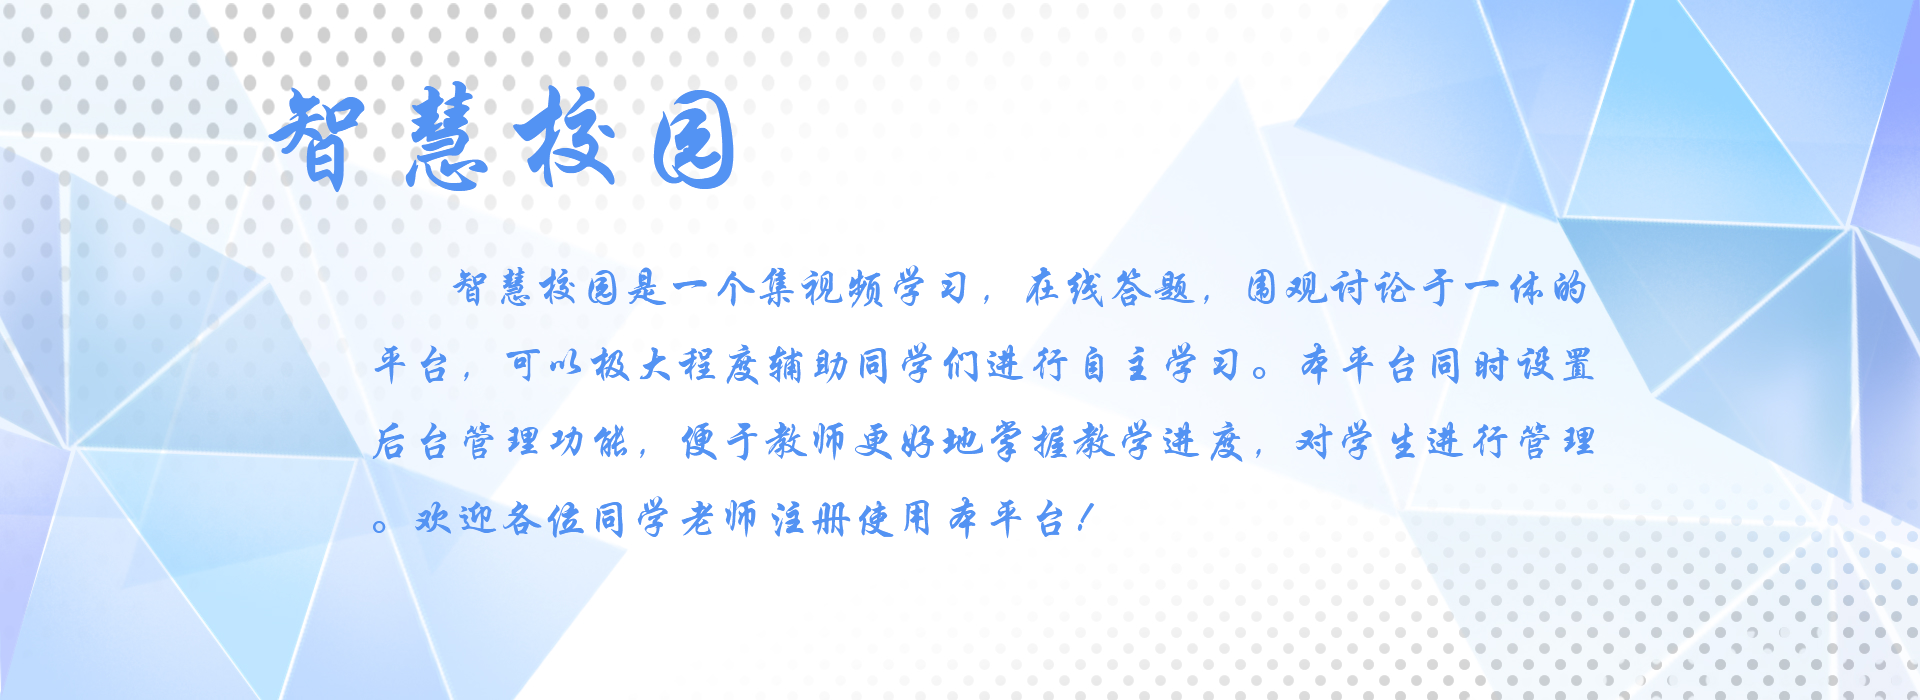 智慧校园
智慧校园是一个集视频学习，在线答题，围观讨论于一体的
平台，可以极大程度辅助同学们进行自主学习。本平台同时设置
后台管理功能，便于教师更好地掌握教学进度，对学生进行管理
。欢迎各位同学老师注册使用本平台！